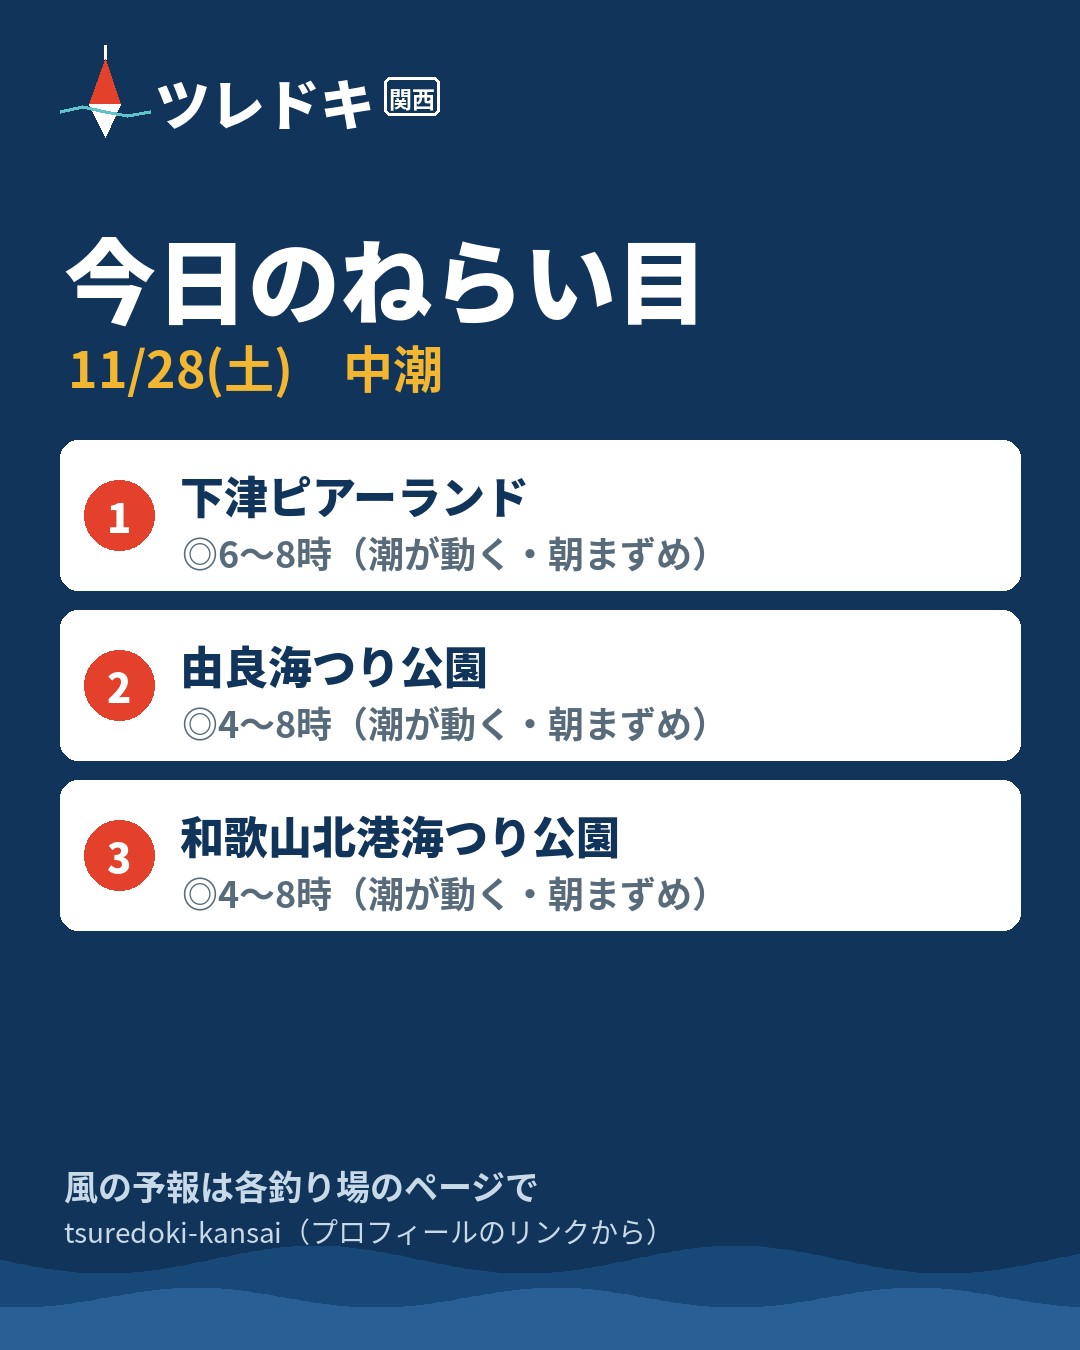 ツレドキ 関西
今日のねらい目
11/28(土)　中潮
1 下津ピアーランド
◎6〜8時（潮が動く・朝まずめ）
2 由良海つり公園
◎4〜8時（潮が動く・朝まずめ）
3 和歌山北港海つり公園
◎4〜8時（潮が動く・朝まずめ）
風の予報は各釣り場のページで
tsuredoki-kansai（プロフィールのリンクから）